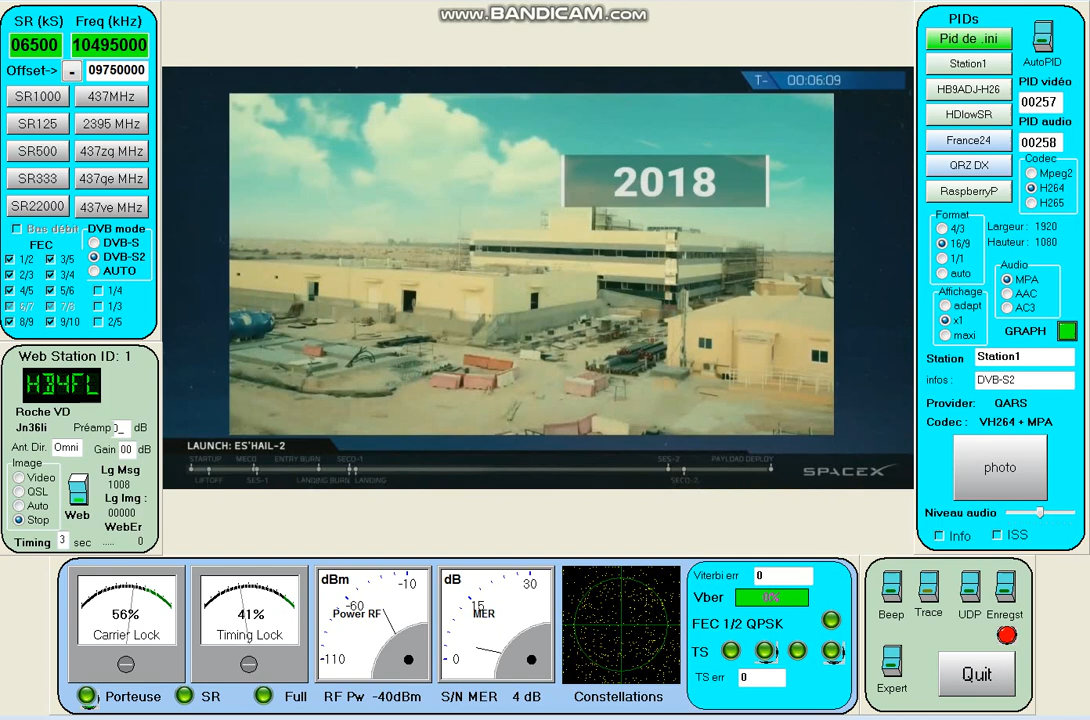 www.BANDICAM.com
SR (kS) Freq (kHz)
06500 10495000
Offset-> - 09750000
SR1000 437MHz
SR125 2395 MHz
SR500 437zg MHz
SR333 437qe MHz
SR22000 437ve MHz
Bus débit DVB mode
FEC DVB-S
1/2 3/5 DVB-S2
2/3 3/4 AUTO
4/5 5/6 1/4
6/7 7/8 1/3
8/9 9/10 2/5
Web Station ID: 1
HB4FL
Roche VD
Jn36li Préamp 3_ dB
Ant. Dir. Omni Gain 00 dB
Image
Video
QSL
Auto
Stop
Web
Lg Msg
1008
Lg Img :
00000
WebEr
Timing 3 sec ..... 0
T- 00:06:09
2018
LAUNCH: ES'HAIL-2
STARTUP MECO ENTRY BURN SECO-1 SES-2 PAYLOAD DEPLOY
LIFTOFF SES-1 LANDING BURN LANDING SECO-2
SPACEX
PIDs
Pid de .ini
Station1
HB9ADJ-H26
HDlowSR
France24
QRZ DX
RaspberryP
AutoPID
PID vidéo
00257
PID audio
00258
Codec
Mpeg2
H264
H265
Format
4/3
16/9
1/1
auto
Largeur : 1920
Hauteur : 1080
Audio
MPA
AAC
AC3
Affichage
adapt
x1
maxi
GRAPH
Station Station1
infos : DVB-S2
Provider: QARS
Codec : VH264 + MPA
photo
Niveau audio
Info ISS
56%
Carrier Lock
41%
Timing Lock
dBm -10
-60
Power RF
-110
dB 30
15
MER
0
Porteuse SR Full RF Pw -40dBm S/N MER 4 dB Constellations
Viterbi err 0
Vber 0%
FEC 1/2 QPSK
TS
TS err 0
Beep Trace UDP Enregst
Expert
Quit